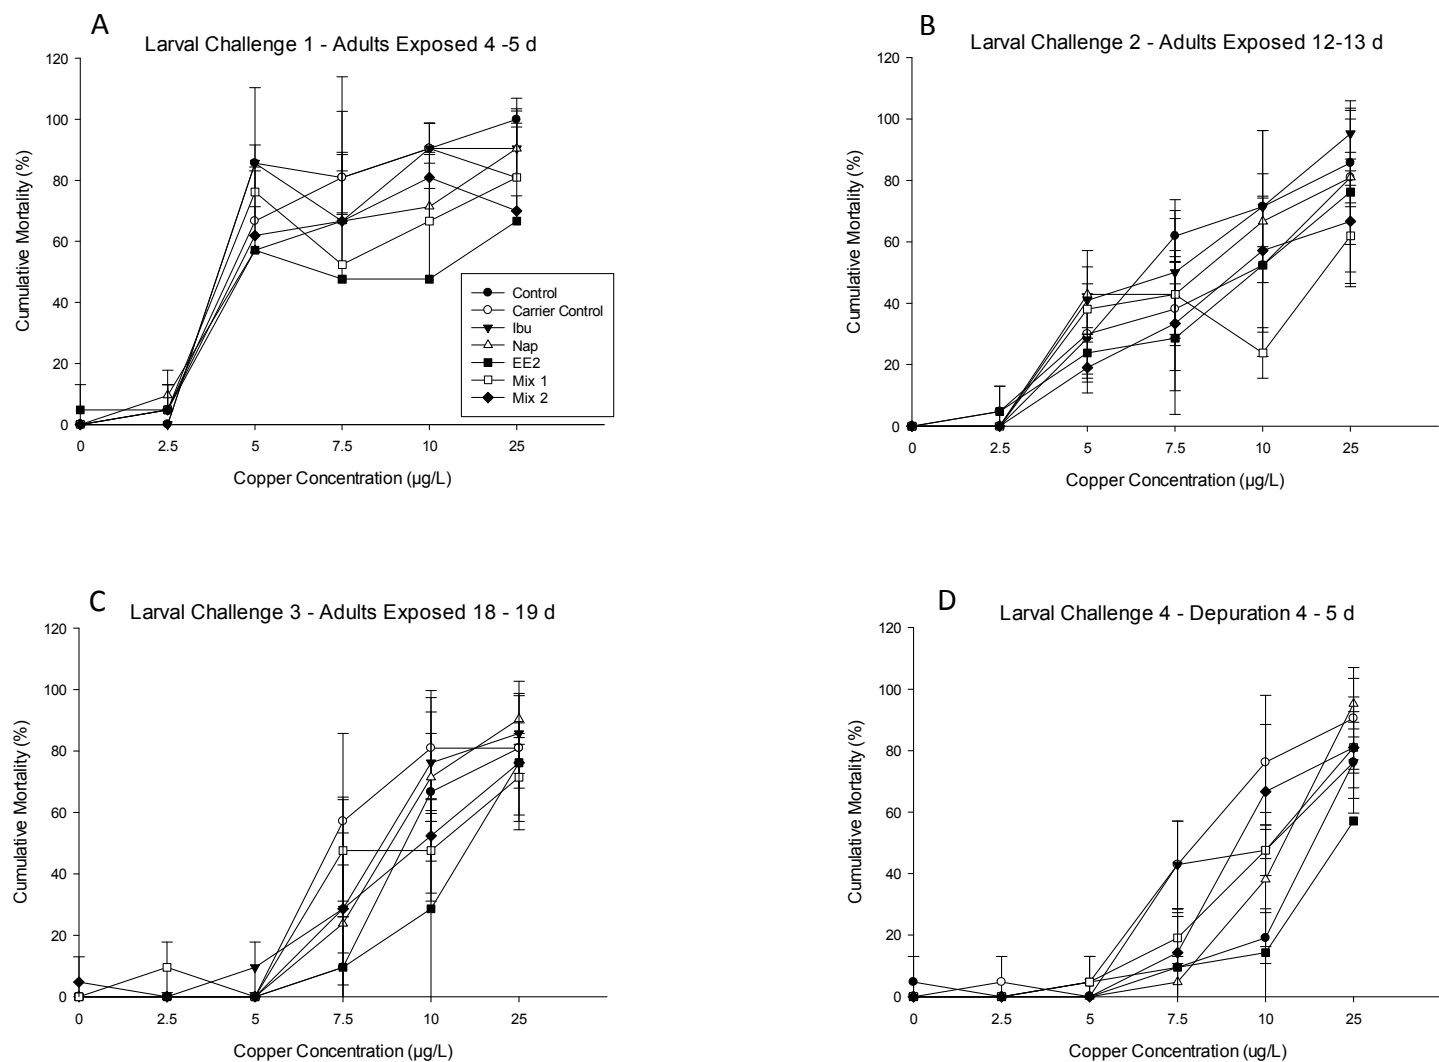 A
Larval Challenge 1 - Adults Exposed 4 -5 d
120
100
80
60
40
20
0
Cumulative Mortality (%)
Control
Carrier Control
Ibu
Nap
EE2
Mix 1
Mix 2
0 2.5 5 7.5 10 25
Copper Concentration (µg/L)
B
Larval Challenge 2 - Adults Exposed 12-13 d
120
100
80
60
40
20
0
Cumulative Mortality (%)
0 2.5 5 7.5 10 25
Copper Concentration (µg/L)
C
Larval Challenge 3 - Adults Exposed 18 - 19 d
120
100
80
60
40
20
0
Cumulative Mortality (%)
0 2.5 5 7.5 10 25
Copper Concentration (µg/L)
D
Larval Challenge 4 - Depuration 4 - 5 d
120
100
80
60
40
20
0
Cumulative Mortality (%)
0 2.5 5 7.5 10 25
Copper Concentration (ug/L)